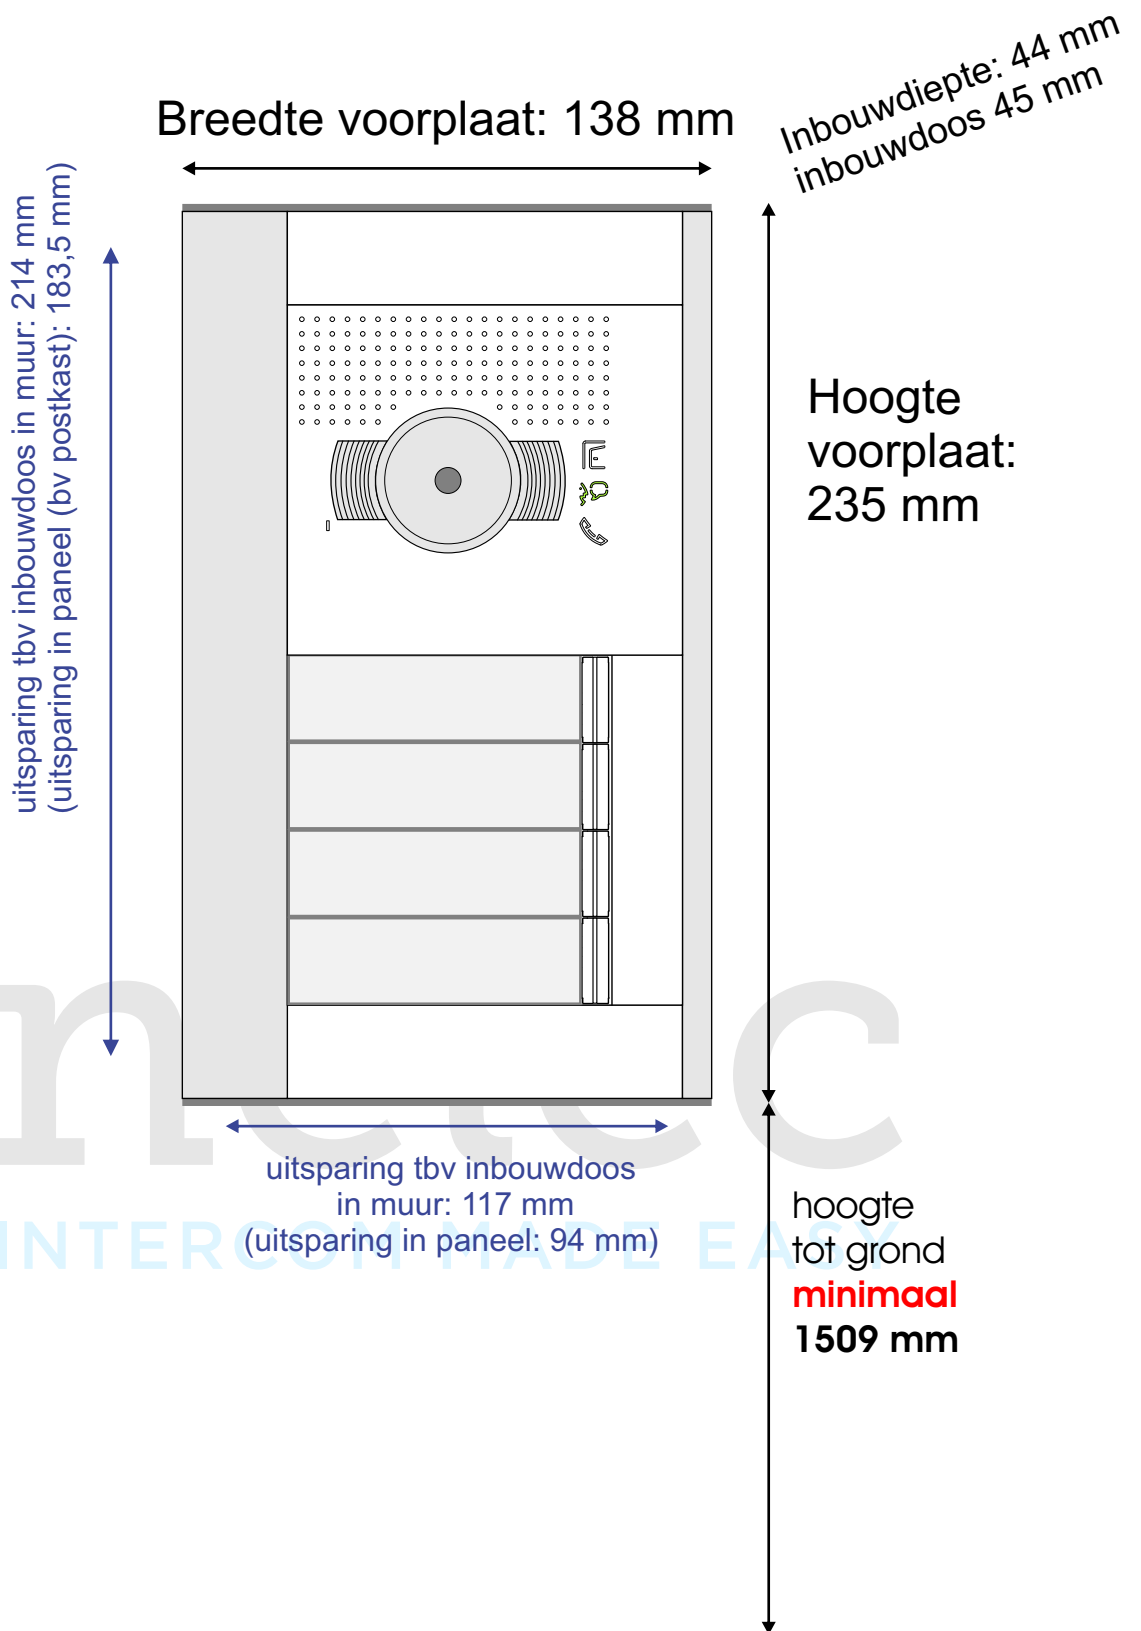 Breedte voorplaat: 138 mm
Inbouwdiepte: 44 mm
inbouwdoos 45 mm
uitsparing tbv inbouwdoos in muur: 214 mm
(uitsparing in paneel (bv postkast): 183,5 mm)
Hoogte
voorplaat:
235 mm
uitsparing tbv inbouwdoos
in muur: 117 mm
(uitsparing in paneel: 94 mm)
hoogte
tot grond
minimaal
1509 mm
nelec
INTERCOM MADE EASY